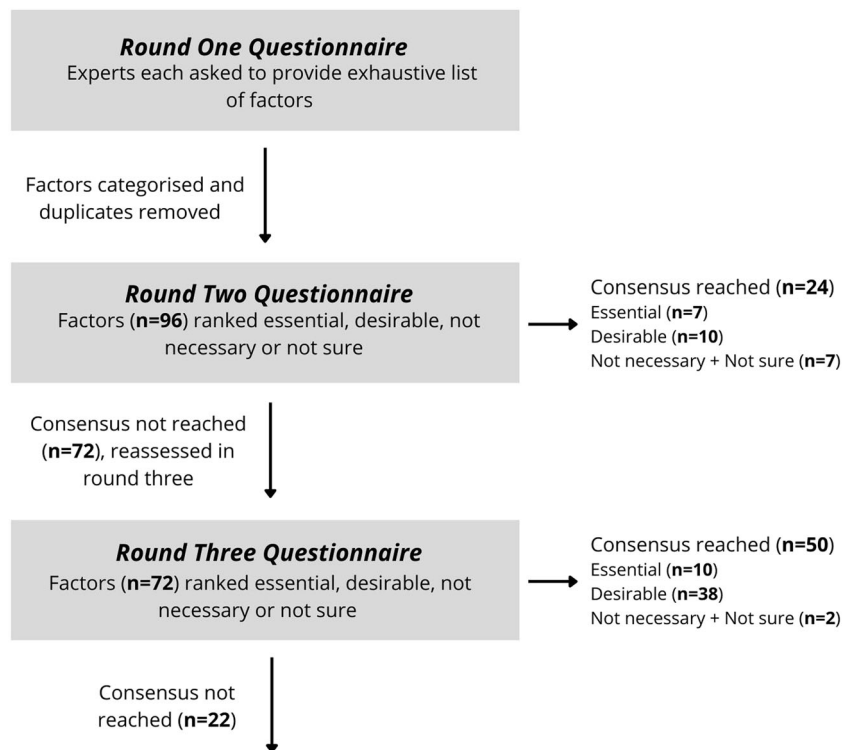 Round One Questionnaire
Experts each asked to provide exhaustive list
of factors
Factors categorised and
duplicates removed
Round Two Questionnaire
Factors (n=96) ranked essential, desirable, not
necessary or not sure
Consensus reached (n=24)
Essential (n=7)
Desirable (n=10)
Not necessary + Not sure (n=7)
Consensus not reached
(n=72), reassessed in
round three
Round Three Questionnaire
Factors (n=72) ranked essential, desirable, not
necessary or not sure
Consensus reached (n=50)
Essential (n=10)
Desirable (n=38)
Not necessary + Not sure (n=2)
Consensus not
reached (n=22)